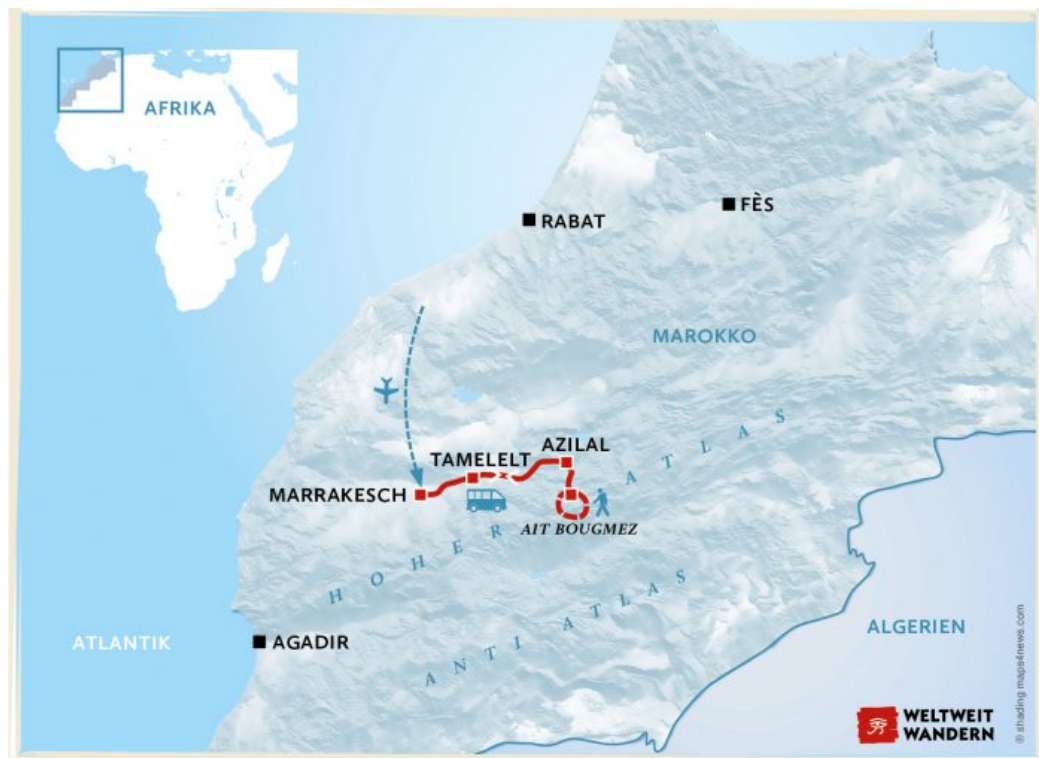 AFRIKA
RABAT
FÈS
MAROKKO
AZILAL
TAMELELT
MARRAKESCH
AIT BOUGMEZ
HOHER ATLAS
ANTI ATLAS
ATLANTIK
AGADIR
ALGERIEN
WELTWEIT
WANDERN
© shading maps4news.com